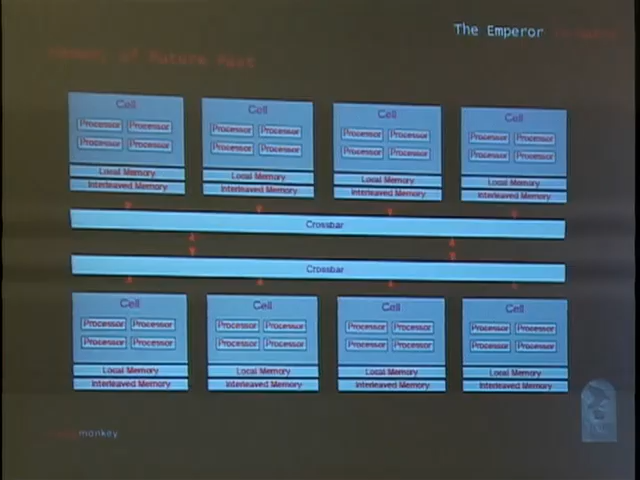 The Emperor
of Future Past
Cell
Processor Processor
Processor Processor
Local Memory
Interleaved Memory
Cell
Processor Processor
Processor Processor
Local Memory
Interleaved Memory
Cell
Processor Processor
Processor Processor
Local Memory
Interleaved Memory
Cell
Processor Processor
Processor Processor
Local Memory
Interleaved Memory
Crossbar
Crossbar
Cell
Processor Processor
Processor Processor
Local Memory
Interleaved Memory
Cell
Processor Processor
Processor Processor
Local Memory
Interleaved Memory
Cell
Processor Processor
Processor Processor
Local Memory
Interleaved Memory
Cell
Processor Processor
Processor Processor
Local Memory
Interleaved Memory
monkey